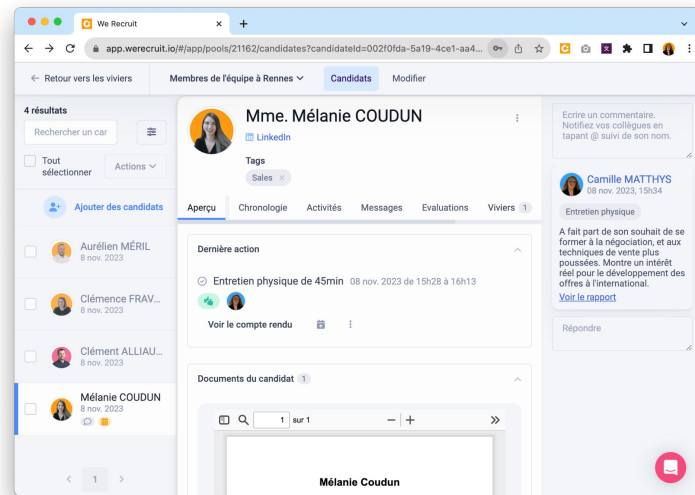 We Recruit
app.werecruit.io/#/app/pools/21162/candidates?candidateId=002f0fda-5a19-4ce1-aa4...
Retour vers les viviers
Membres de l'équipe à Rennes
Candidats
Modifier
4 résultats
Rechercher un car
Tout sélectionner
Actions
Ajouter des candidats
Aurélien MÉRIL
8 nov. 2023
Clémence FRAV...
8 nov. 2023
Clément ALLIAU...
8 nov. 2023
Mélanie COUDUN
8 nov. 2023
1
Mme. Mélanie COUDUN
LinkedIn
Tags
Sales ×
Aperçu
Chronologie
Activités
Messages
Evaluations
Viviers 1
Dernière action
Entretien physique de 45min 08 nov. 2023 de 15h28 à 16h13
Voir le compte rendu
Documents du candidat 1
1 sur 1
Mélanie Coudun
Ecrire un commentaire.
Notifiez vos collègues en
tapant @ suivi de son nom.
Camille MATTHYS
08 nov. 2023, 15h34
Entretien physique
A fait part de son souhait de se
former à la négociation, et aux
techniques de vente plus
poussées. Montre un intérêt
réel pour le développement des
offres à l'international.
Voir le rapport
Répondre